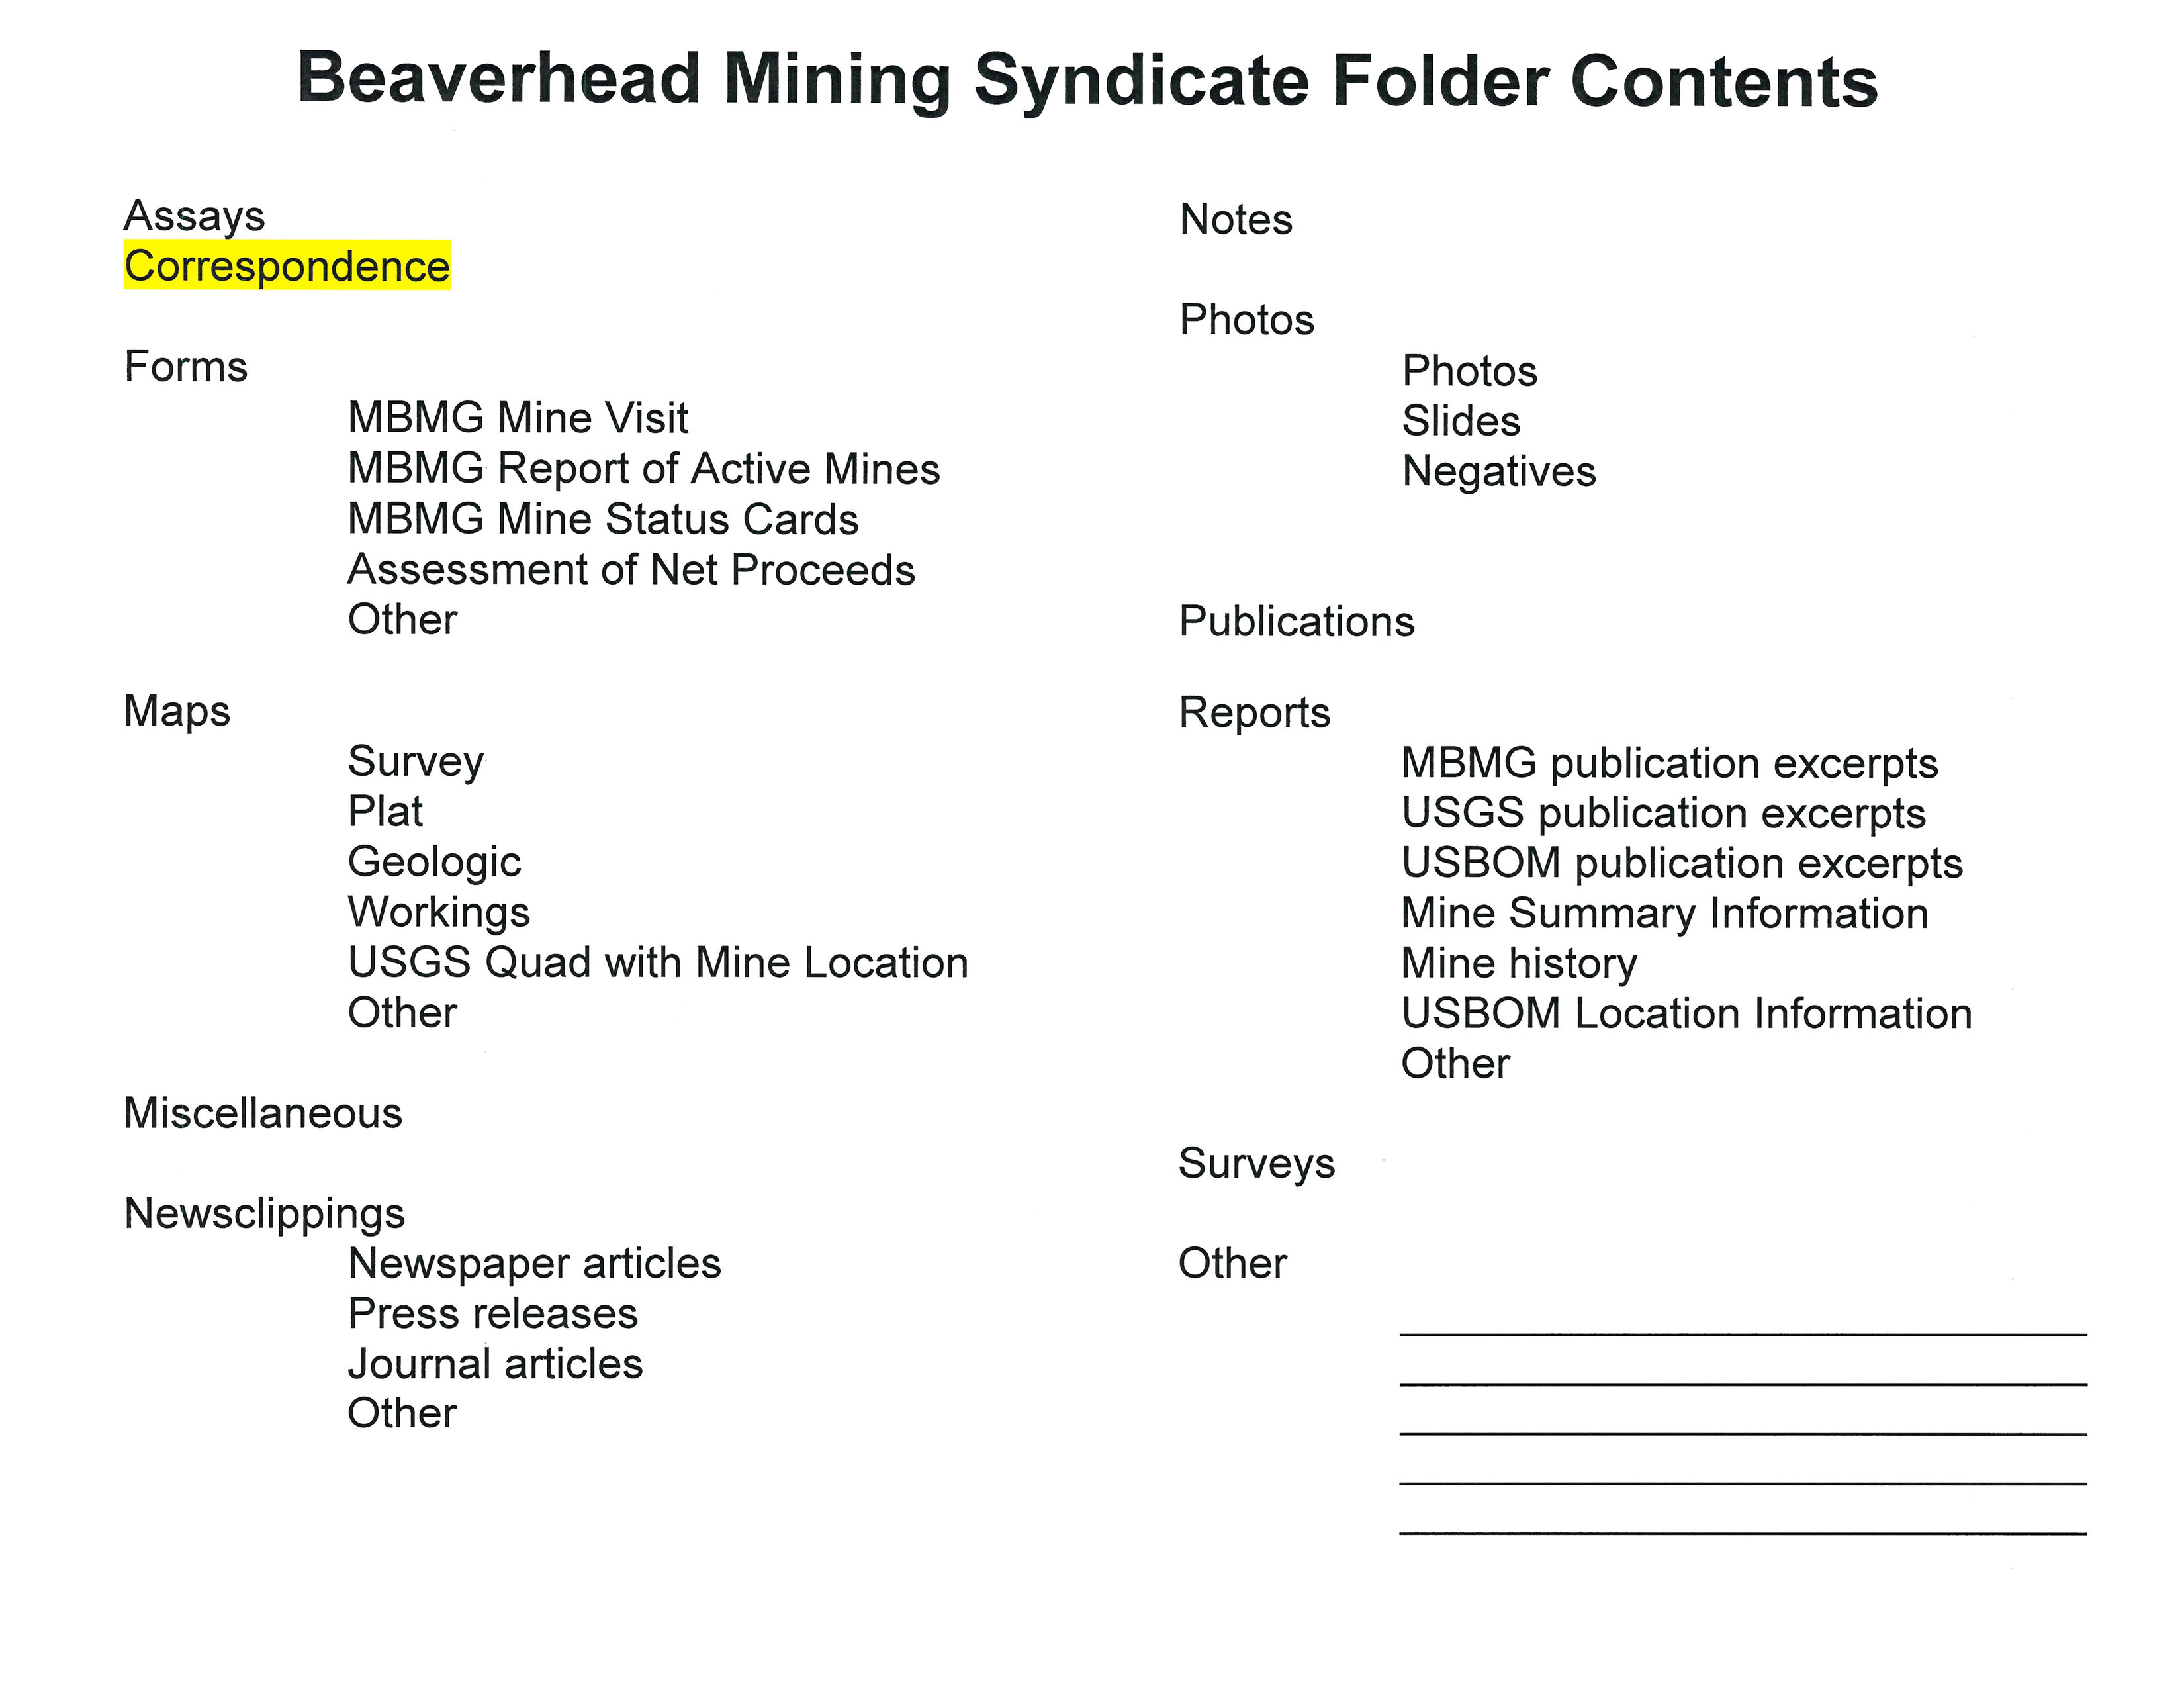 Beaverhead Mining Syndicate Folder Contents
Assays
Correspondence
Forms
MBMG Mine Visit
MBMG Report of Active Mines
MBMG Mine Status Cards
Assessment of Net Proceeds
Other
Maps
Survey
Plat
Geologic
Workings
USGS Quad with Mine Location
Other
Miscellaneous
Newsclippings
Newspaper articles
Press releases
Journal articles
Other
Notes
Photos
Photos
Slides
Negatives
Publications
Reports
MBMG publication excerpts
USGS publication excerpts
USBOM publication excerpts
Mine Summary Information
Mine history
USBOM Location Information
Other
Surveys
Other